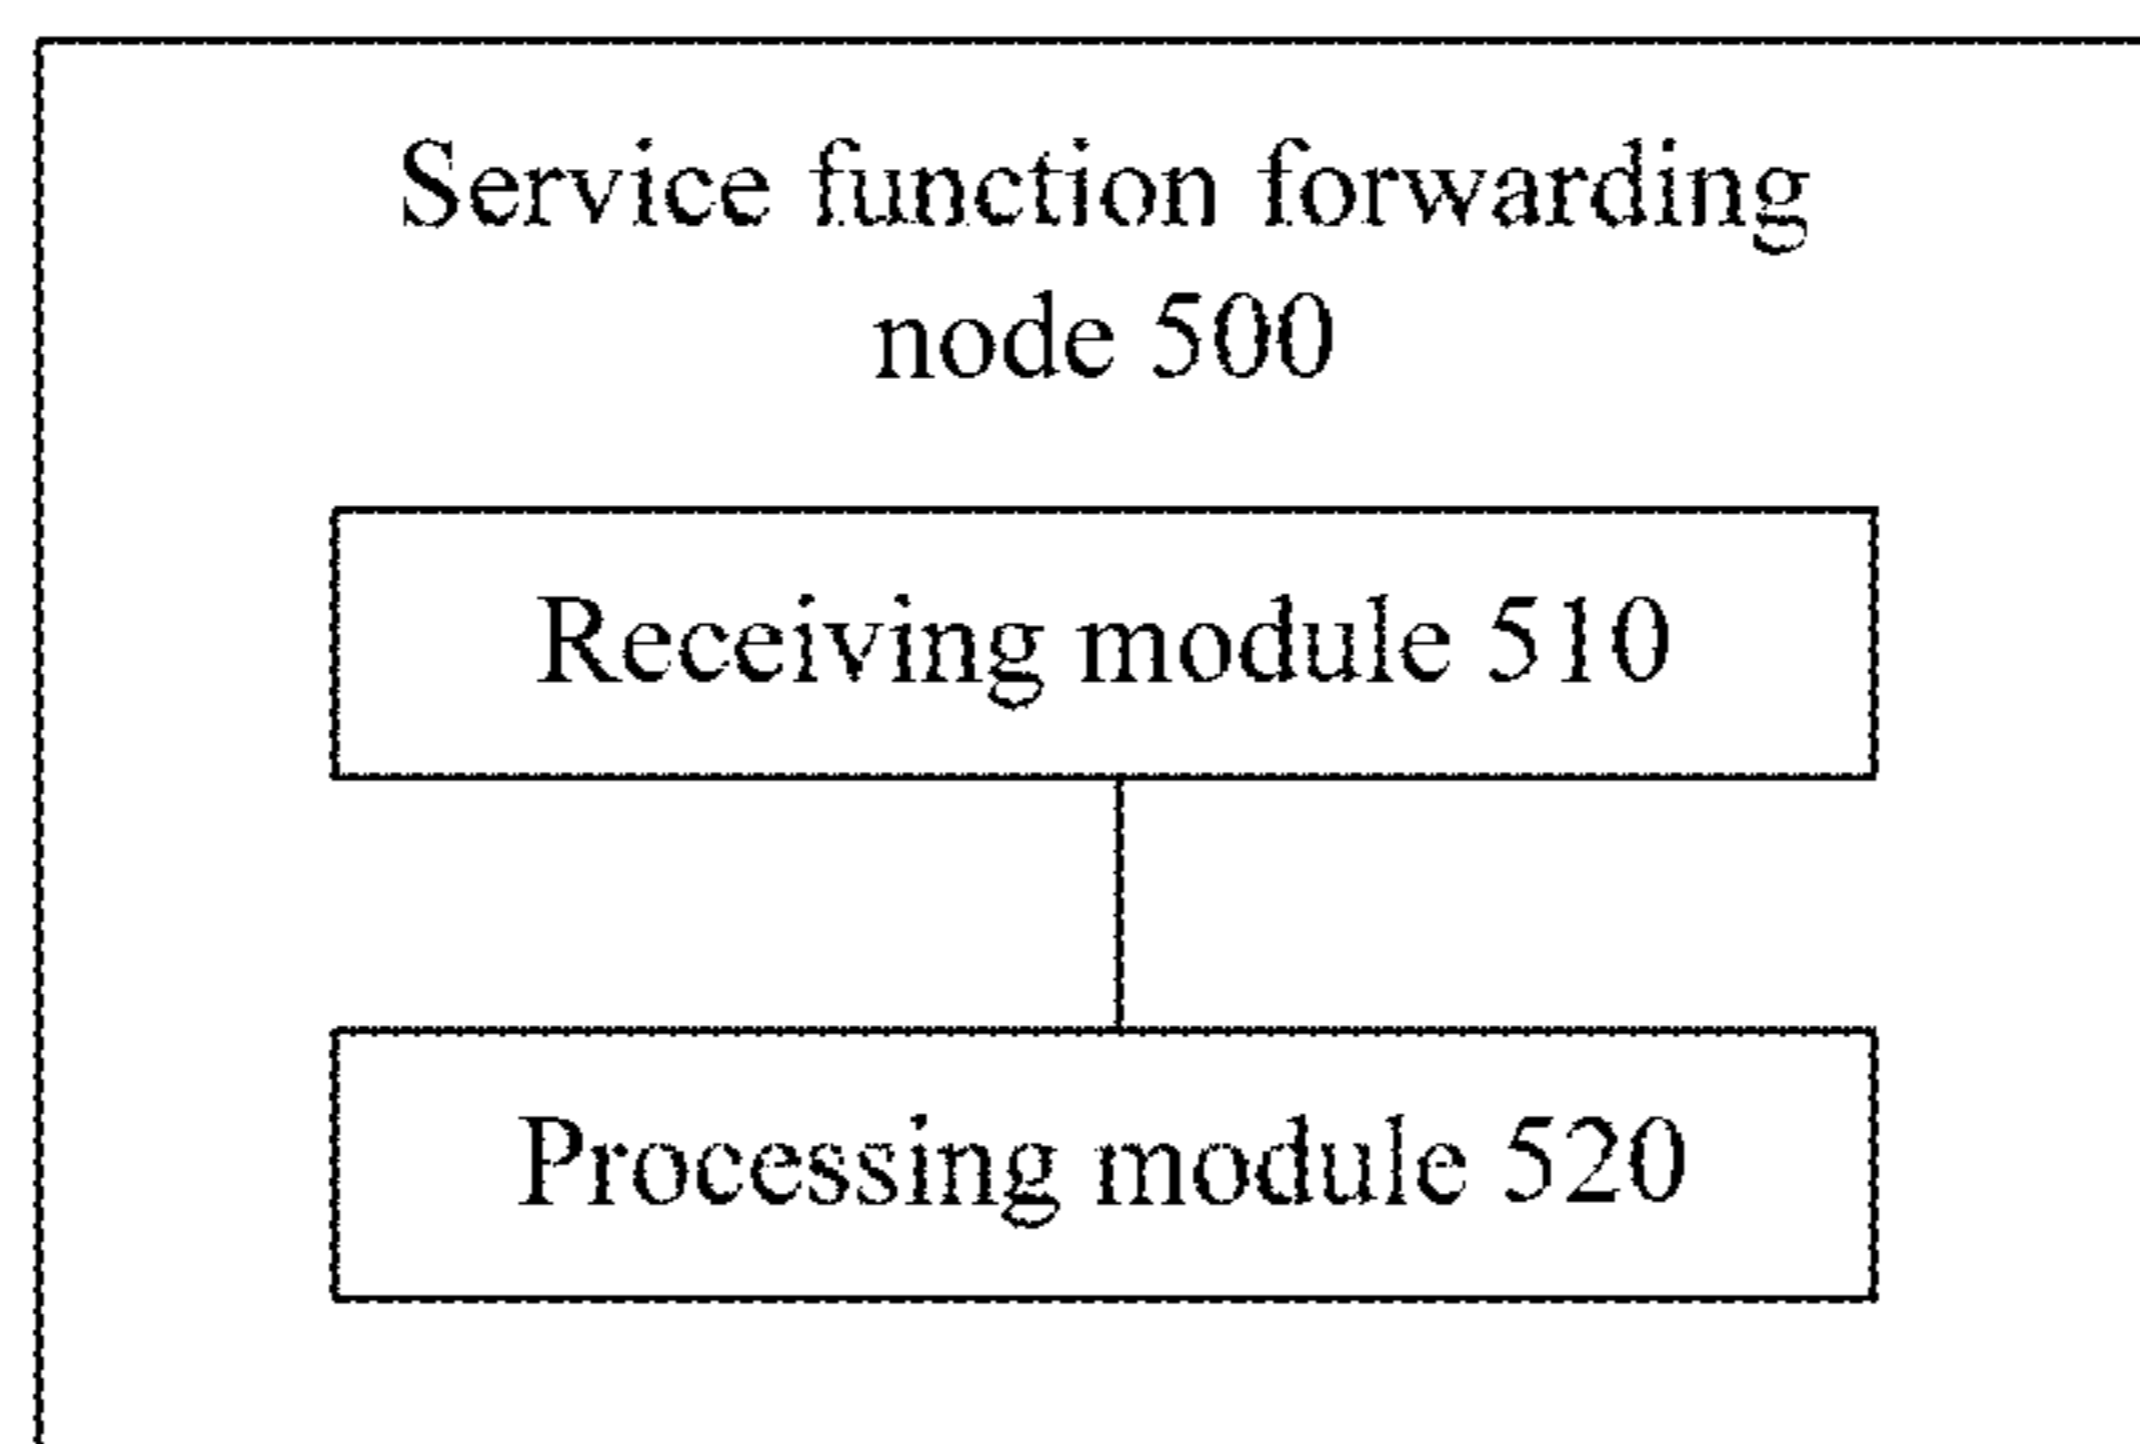 Service function forwarding
node 500
Receiving module 510
Processing module 520